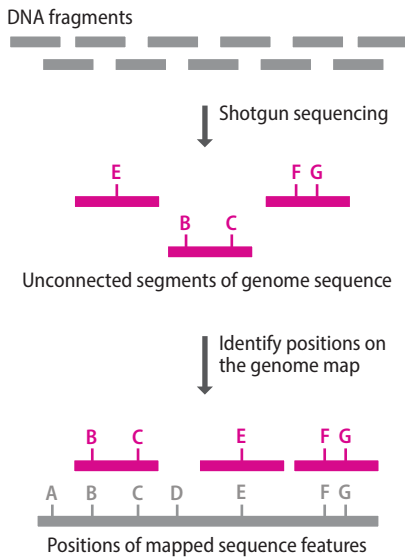 DNA fragments
Shotgun sequencing
E
F G
B C
Unconnected segments of genome sequence
Identify positions on
the genome map
B C E F G
A B C D E F G
Positions of mapped sequence features